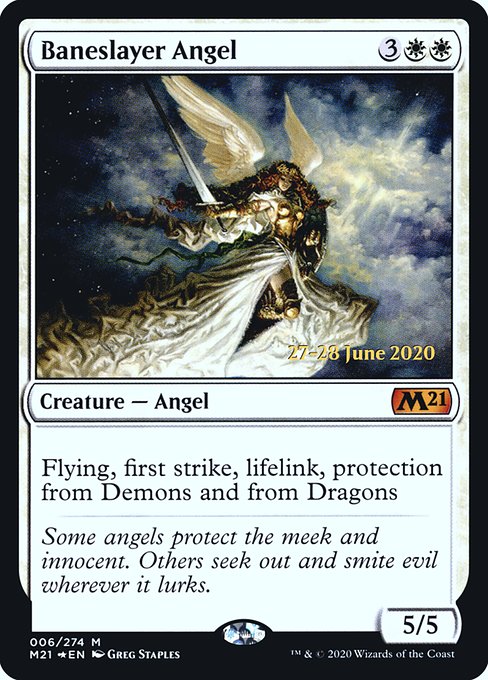 Baneslayer Angel 3
27-28 June 2020
Creature — Angel M21
Flying, first strike, lifelink, protection
from Demons and from Dragons
Some angels protect the meek and
innocent. Others seek out and smite evil
wherever it lurks.
5/5
006/274 M
M21 ★ EN Greg Staples ™ & © 2020 Wizards of the Coast